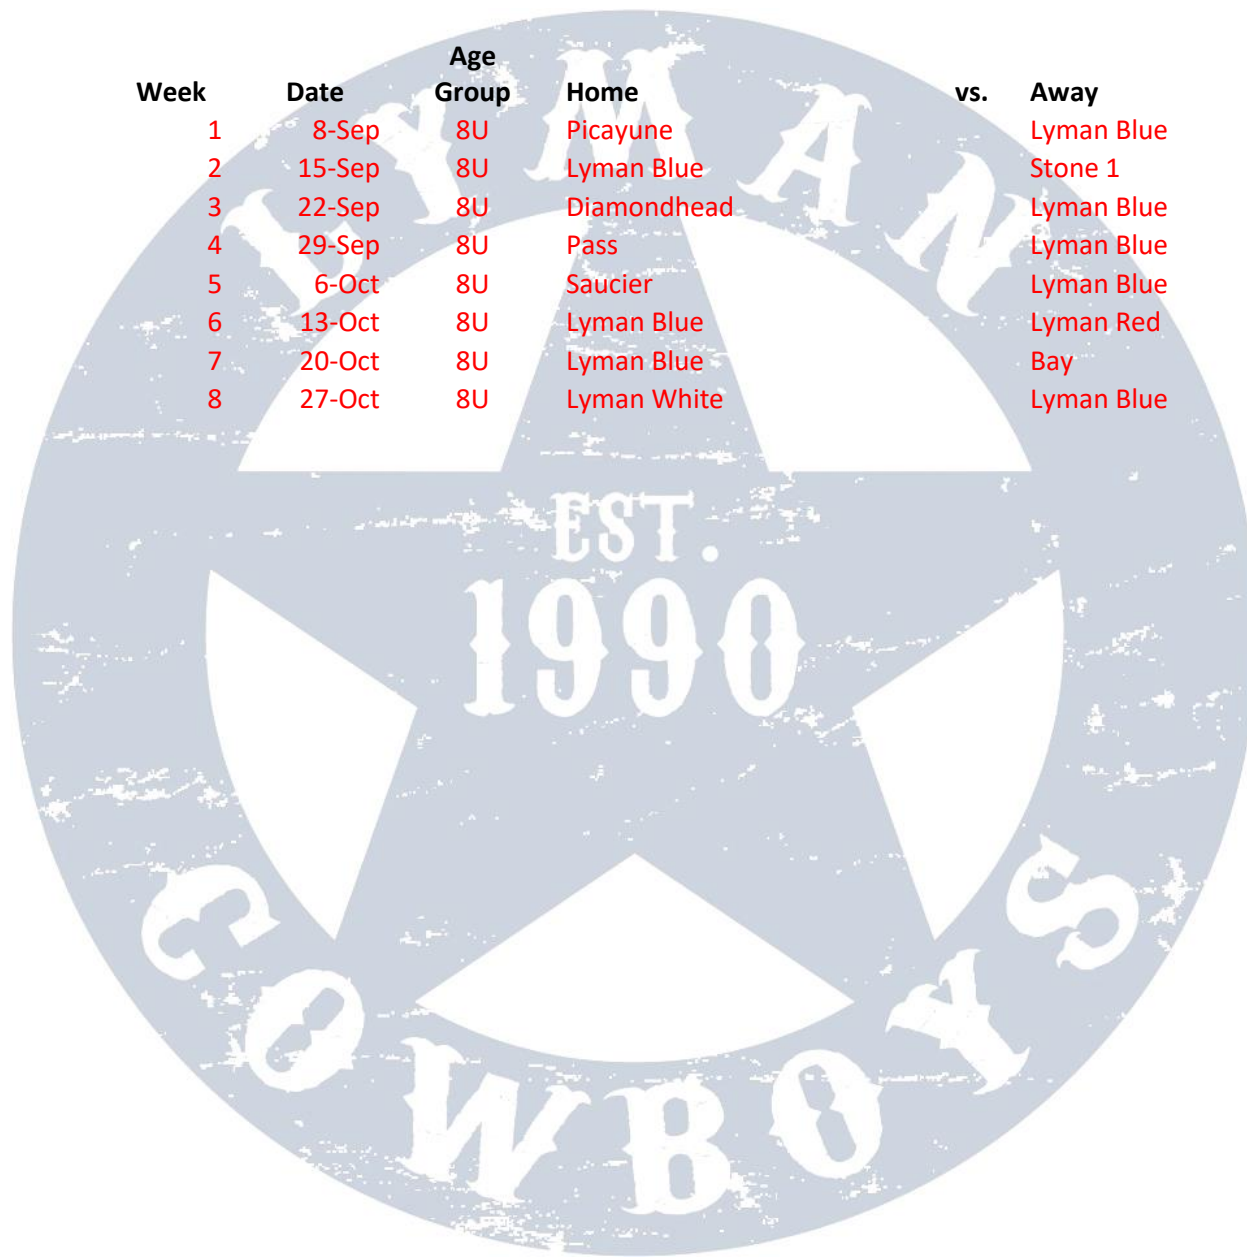 Age
Week Date Group Home vs. Away
1 8-Sep 8U Picayune Lyman Blue
2 15-Sep 8U Lyman Blue Stone 1
3 22-Sep 8U Diamondhead Lyman Blue
4 29-Sep 8U Pass Lyman Blue
5 6-Oct 8U Saucier Lyman Blue
6 13-Oct 8U Lyman Blue Lyman Red
7 20-Oct 8U Lyman Blue Bay
8 27-Oct 8U Lyman White Lyman Blue
LYMAN
EST.
1990
COWBOYS